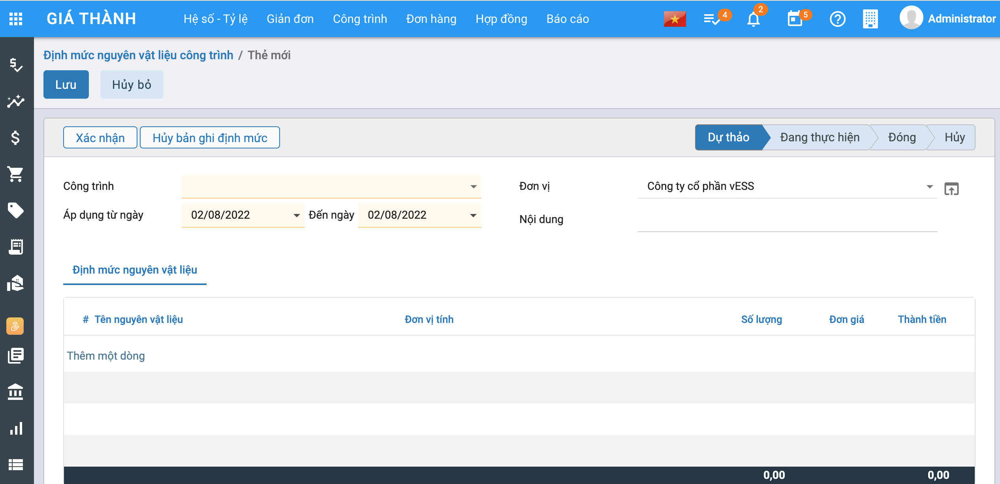 GIÁ THÀNH Hệ số - Tỷ lệ Giản đơn Công trình Đơn hàng Hợp đồng Báo cáo 4 2 5 Administrator
Định mức nguyên vật liệu công trình / Thẻ mới
Lưu Hủy bỏ
Xác nhận Hủy bản ghi định mức Dự thảo Đang thực hiện Đóng Hủy
Công trình Đơn vị Công ty cổ phần vESS
Áp dụng từ ngày 02/08/2022 Đến ngày 02/08/2022 Nội dung
Định mức nguyên vật liệu
# Tên nguyên vật liệu Đơn vị tính Số lượng Đơn giá Thành tiền
Thêm một dòng
0,00 0,00